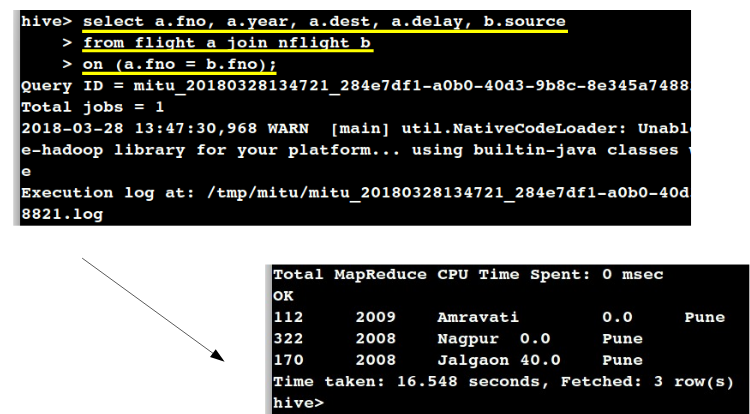 hive> select a.fno, a.year, a.dest, a.delay, b.source
> from flight a join nflight b
> on (a.fno = b.fno);
Query ID = mitu_20180328134721_284e7df1-a0b0-40d3-9b8c-8e345a7488
Total jobs = 1
2018-03-28 13:47:30,968 WARN [main] util.NativeCodeLoader: Unabl
e-hadoop library for your platform... using builtin-java classes
e
Execution log at: /tmp/mitu/mitu_20180328134721_284e7df1-a0b0-40d
8821.log
Total MapReduce CPU Time Spent: 0 msec
OK
112 2009 Amravati 0.0 Pune
322 2008 Nagpur 0.0 Pune
170 2008 Jalgaon 40.0 Pune
Time taken: 16.548 seconds, Fetched: 3 row(s)
hive>